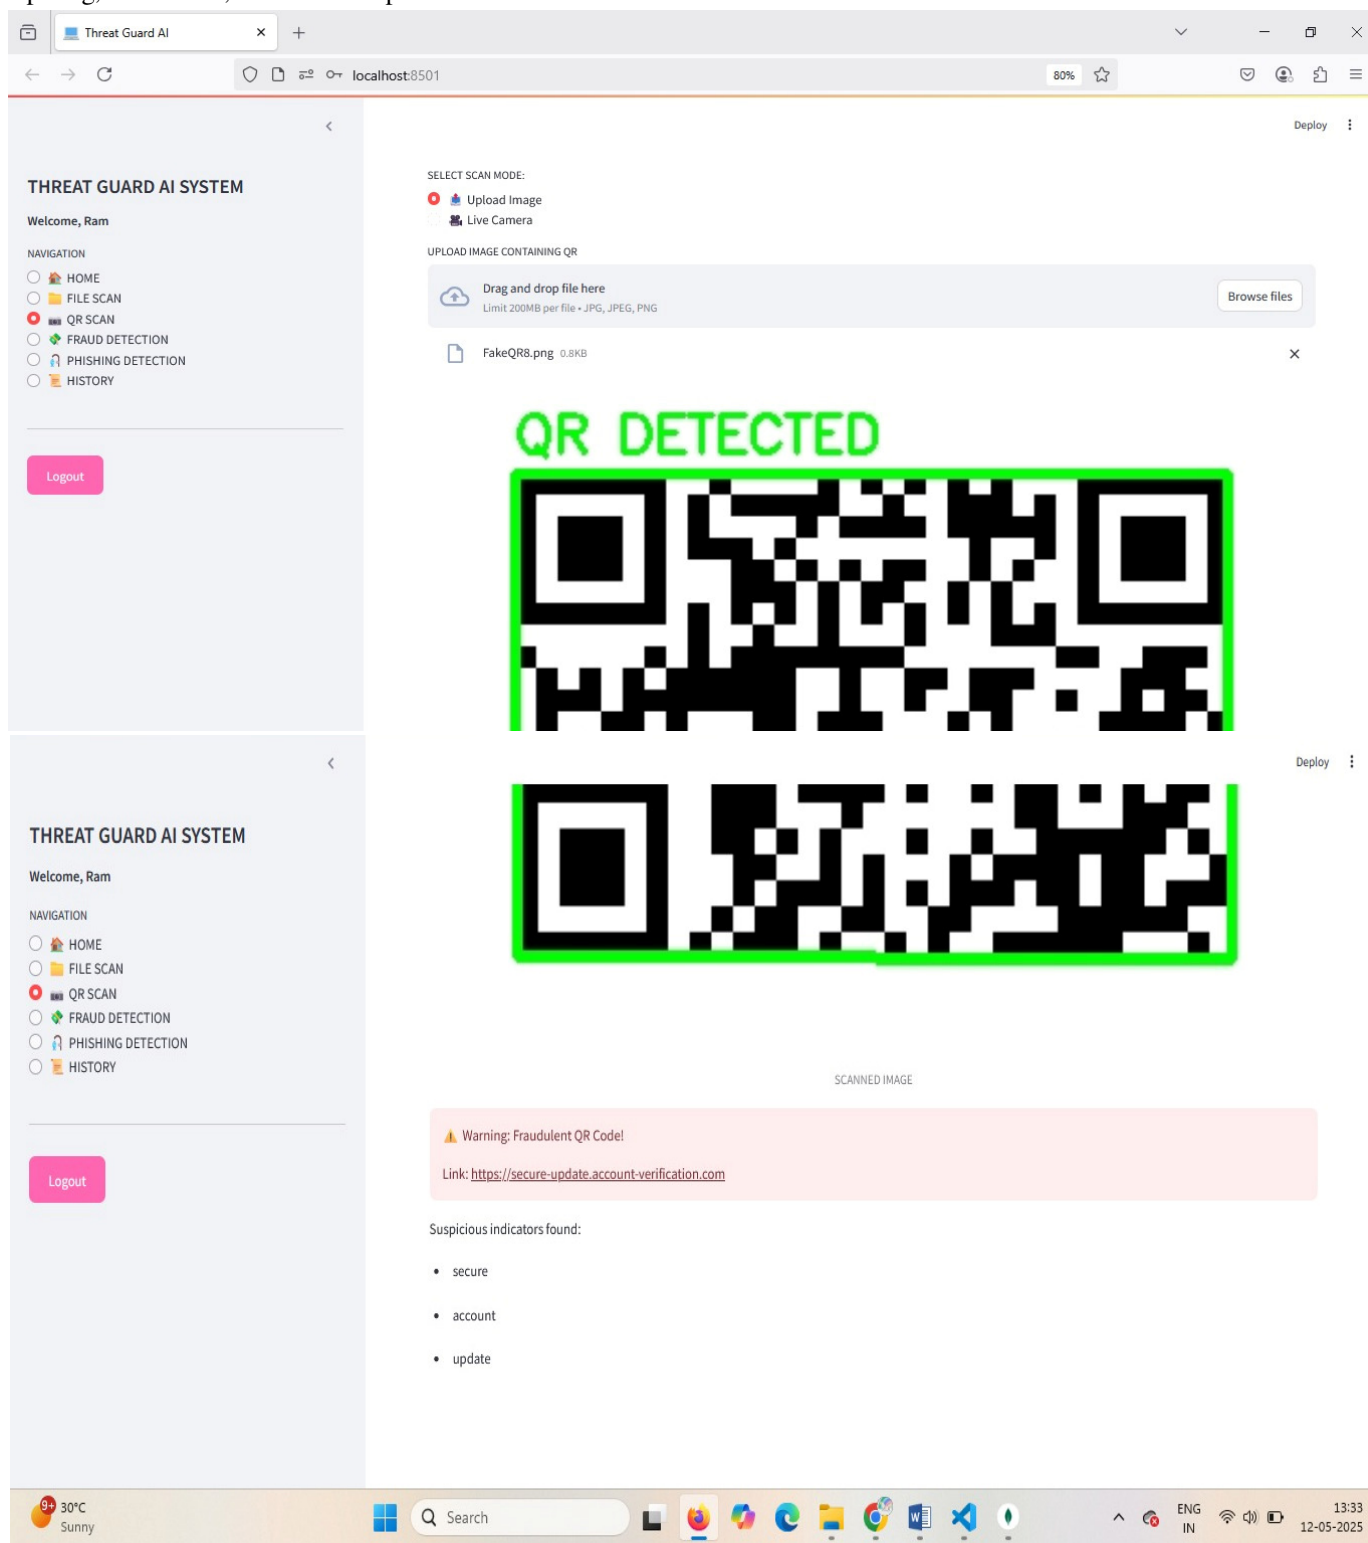 Threat Guard AI
localhost:8501
80%
Deploy
THREAT GUARD AI SYSTEM
Welcome, Ram
NAVIGATION
HOME
FILE SCAN
QR SCAN
FRAUD DETECTION
PHISHING DETECTION
HISTORY
Logout
SELECT SCAN MODE:
Upload Image
Live Camera
UPLOAD IMAGE CONTAINING QR
Drag and drop file here
Limit 200MB per file • JPG, JPEG, PNG
Browse files
FakeQR8.png 0.8KB
QR DETECTED
Deploy
THREAT GUARD AI SYSTEM
Welcome, Ram
NAVIGATION
HOME
FILE SCAN
QR SCAN
FRAUD DETECTION
PHISHING DETECTION
HISTORY
Logout
SCANNED IMAGE
Warning: Fraudulent QR Code!
Link: https://secure-update.account-verification.com
Suspicious indicators found:
• secure
• account
• update
9+
30°C
Sunny
Search
ENG
IN
13:33
12-05-2025